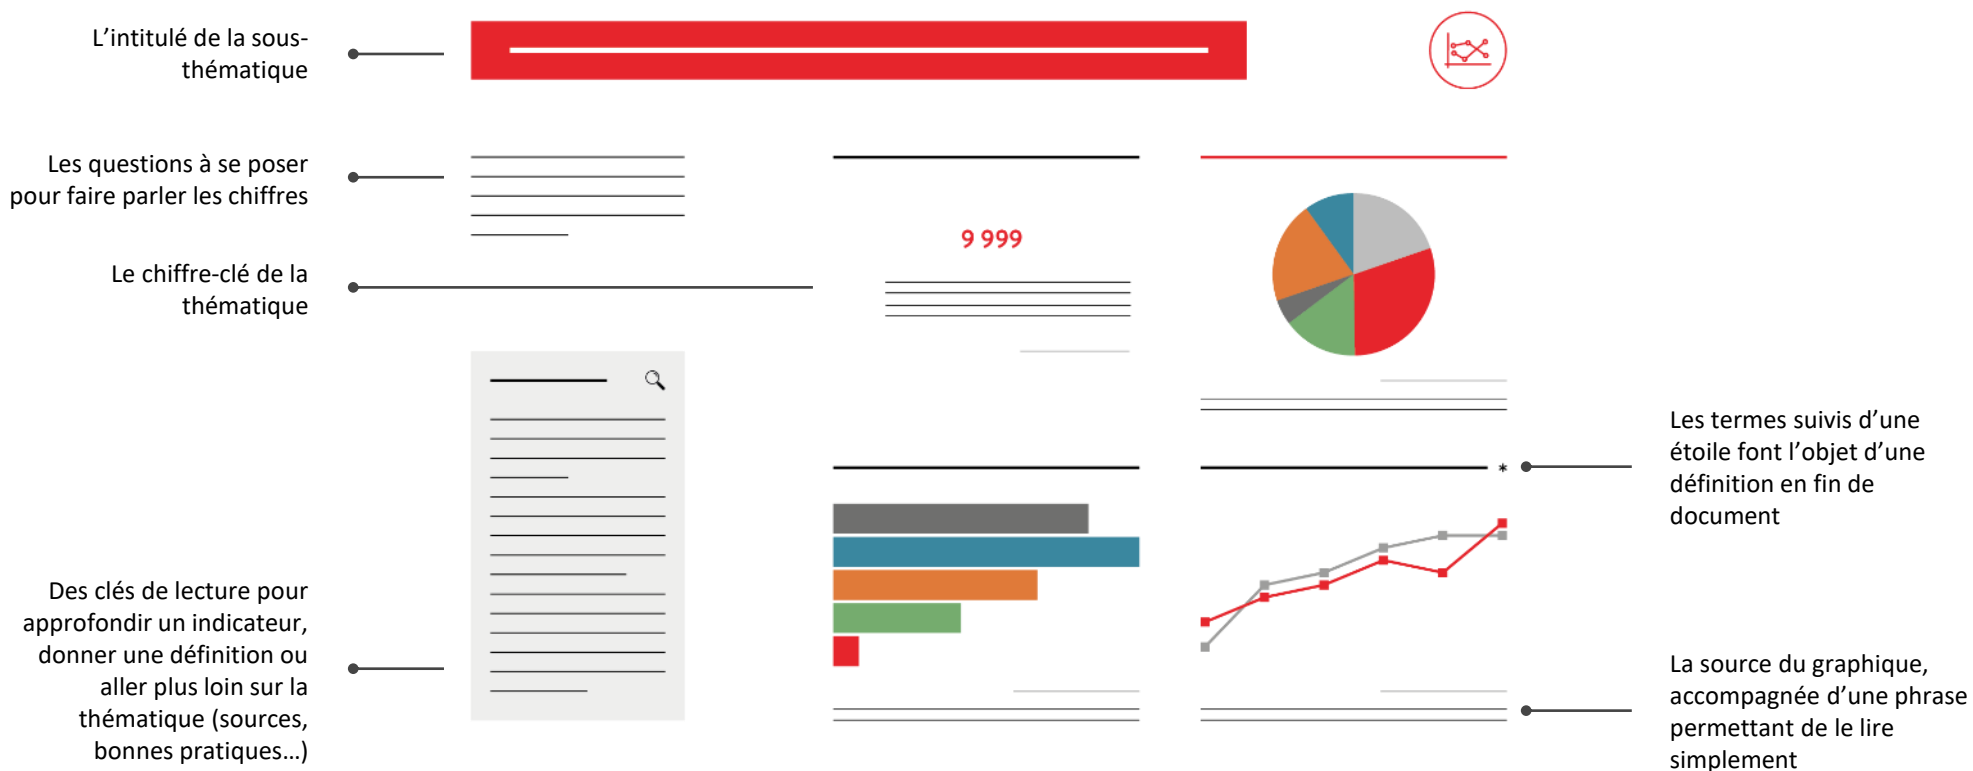 L’intitulé de la sous-
thématique
Les questions à se poser
pour faire parler les chiffres
Le chiffre-clé de la
thématique
9 999
Des clés de lecture pour
approfondir un indicateur,
donner une définition ou
aller plus loin sur la
thématique (sources,
bonnes pratiques…)
*
Les termes suivis d’une
étoile font l’objet d’une
définition en fin de
document
La source du graphique,
accompagnée d’une phrase
permettant de le lire
simplement